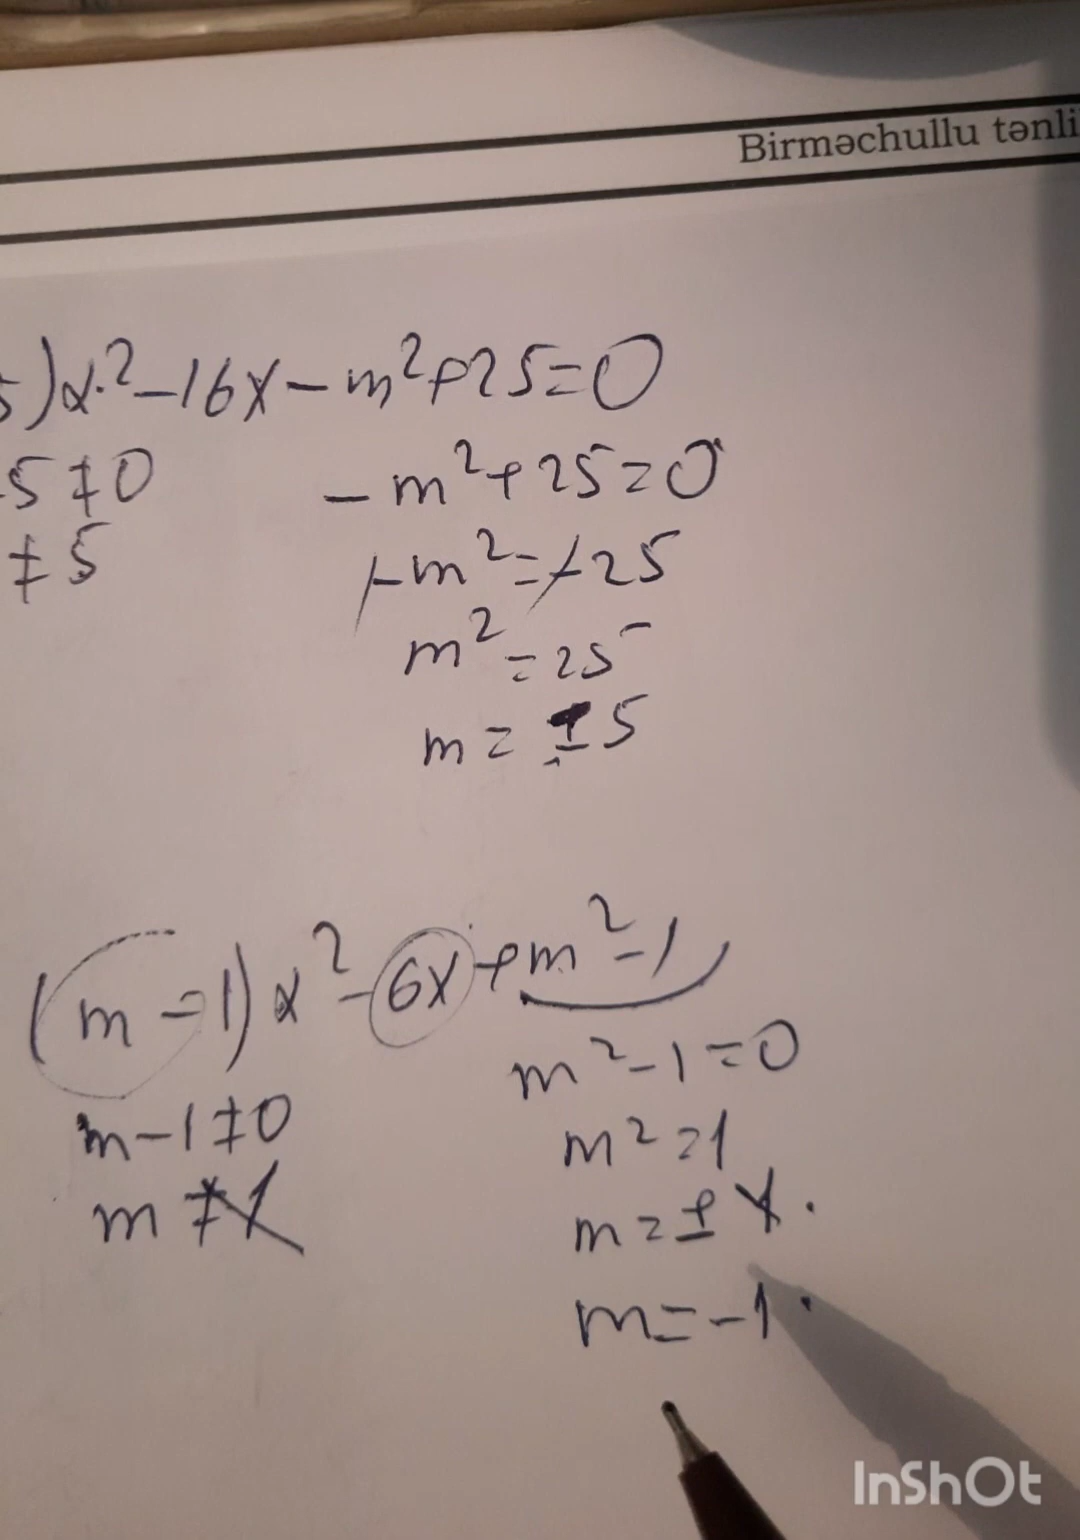 Birməchullu tənli
5)x²-16x-m²+25=0
-5≠0
-m²+25=0
≠5
-m²=-25
m²=25
m=±5
(m-1)x²-6x+m²-1
m²-1=0
m-1≠0
m²=1
m≠1
m=±1.
m=-1.
InShOt